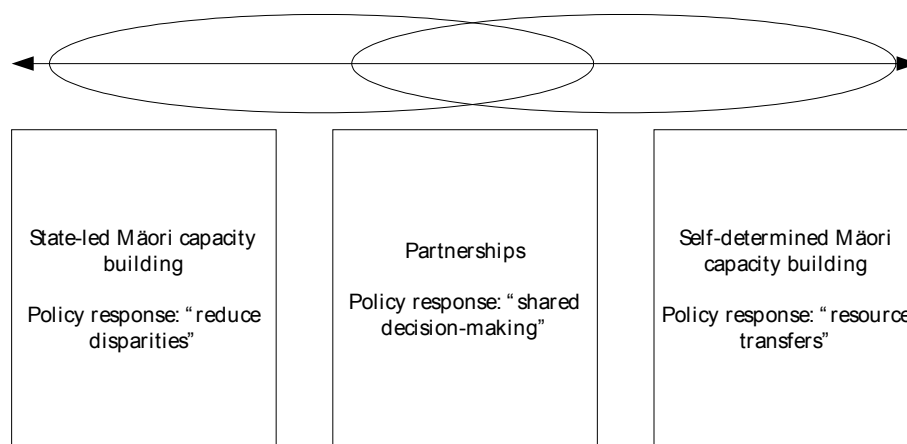 State-led Mäori capacity
building
Policy response: “reduce
disparities”
Partnerships
Policy response: “shared
decision-making”
Self-determined Mäori
capacity building
Policy response: “resource
transfers”